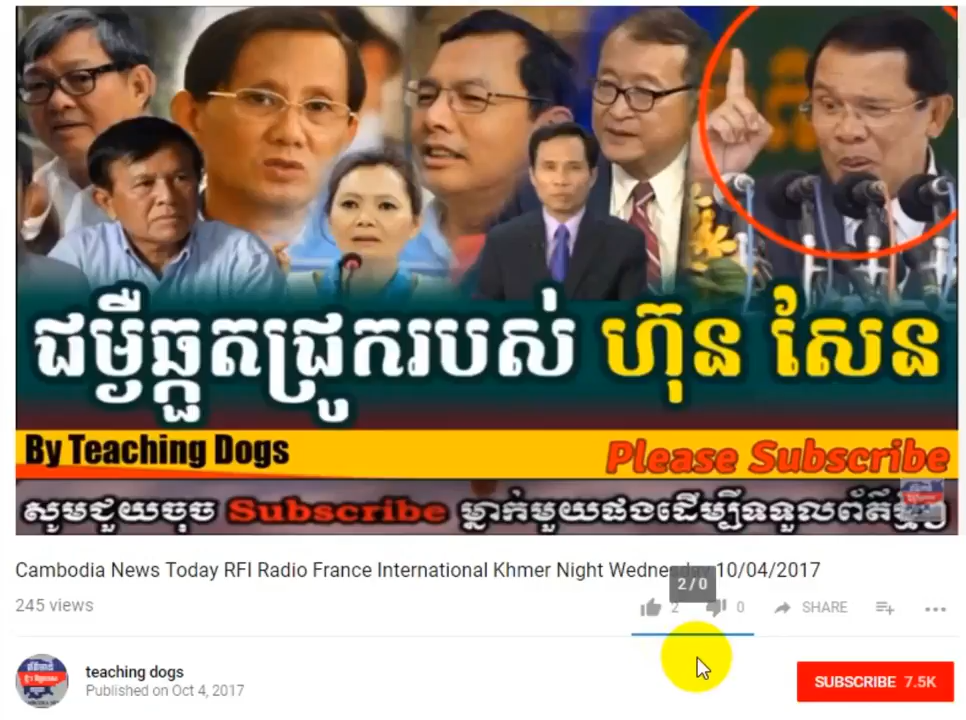 ជម្ងឺឆ្កួតជ្រូករបស់ ហ៊ុន សែន
By Teaching Dogs
Please Subscribe
សូមជួយចុច Subscribe ម្នាក់មួយផងដើម្បីទទួលព័ត៌
Cambodia News Today RFI Radio France International Khmer Night Wednesday 10/04/2017
2/0
245 views
2 0 SHARE
teaching dogs
Published on Oct 4, 2017
SUBSCRIBE 7.5K